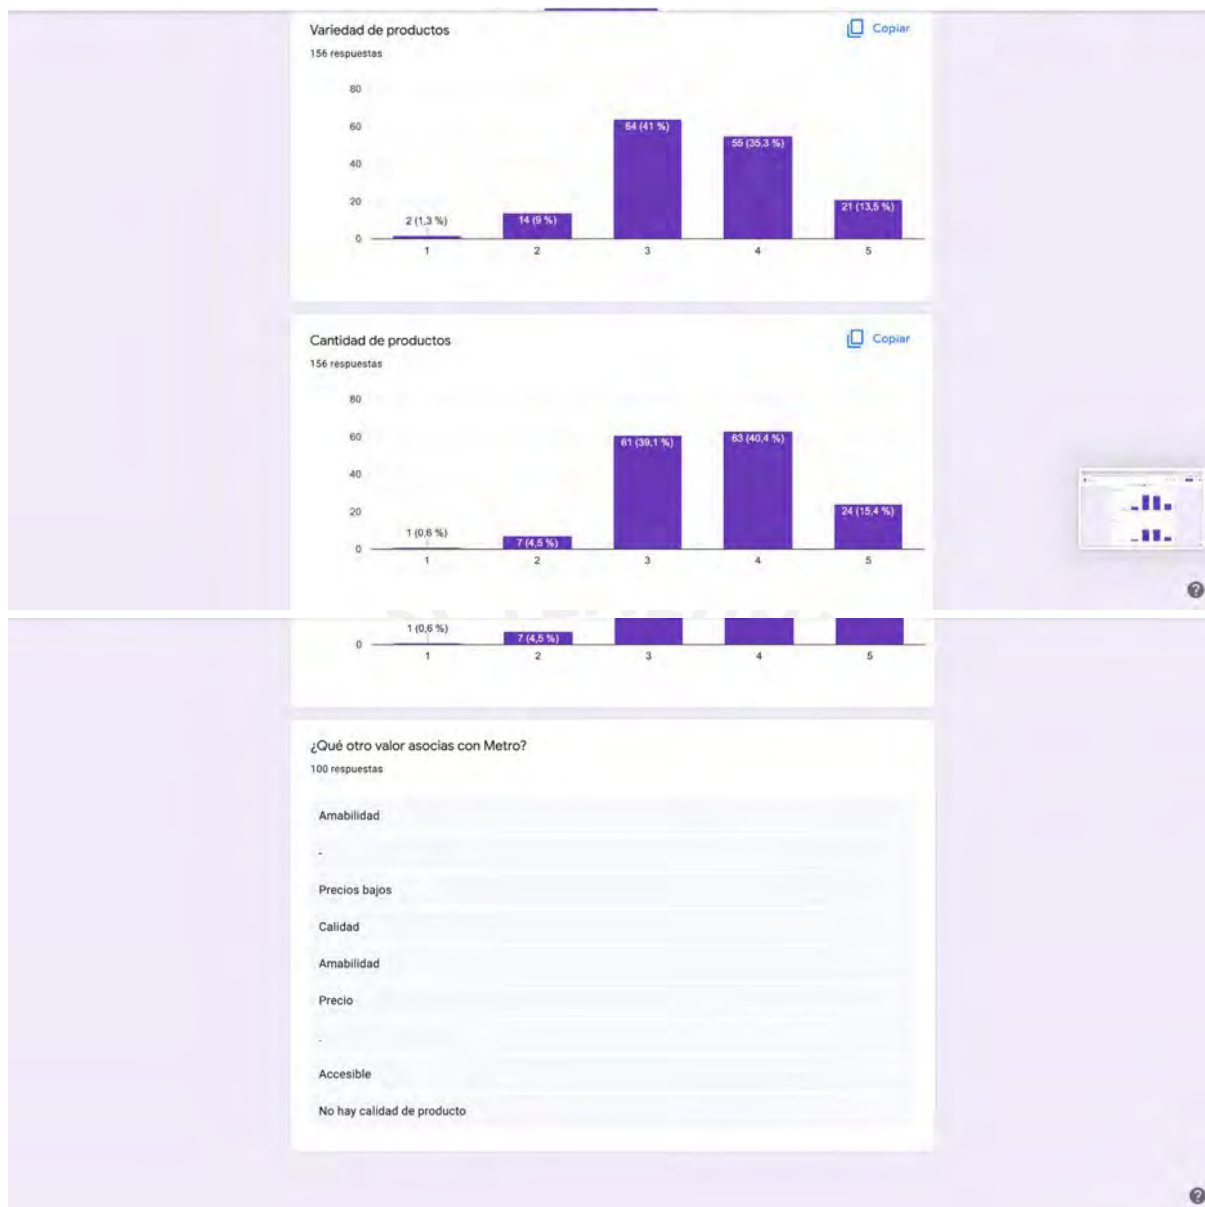 Variedad de productos
Copiar
156 respuestas
80
60
40
20
0
2 (1,3 %)
14 (9 %)
64 (41 %)
55 (35,3 %)
21 (13,5 %)
1 2 3 4 5
Cantidad de productos
Copiar
156 respuestas
80
60
40
20
0
1 (0,6 %)
7 (4,5 %)
61 (39,1 %)
63 (40,4 %)
24 (15,4 %)
1 2 3 4 5
1 (0,6 %)
7 (4,5 %)
0
1 2 3 4 5
¿Qué otro valor asocias con Metro?
100 respuestas
Amabilidad
-
Precios bajos
Calidad
Amabilidad
Precio
.
Accesible
No hay calidad de producto